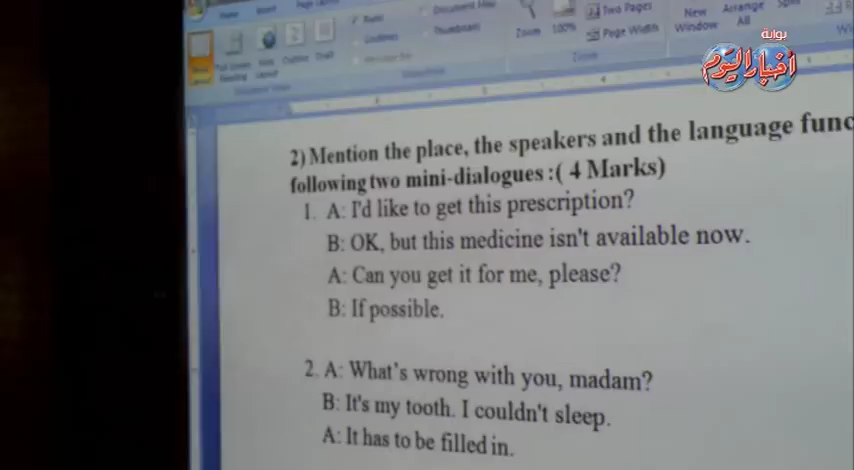 Two Pages
Page Width
Zoom
100%
New
Window
Arrange
All
بوابة
أخبار اليوم
2) Mention the place, the speakers and the language func
following two mini-dialogues :( 4 Marks)
1. A: I'd like to get this prescription?
B: OK, but this medicine isn't available now.
A: Can you get it for me, please?
B: If possible.
2. A: What's wrong with you, madam?
B: It's my tooth. I couldn't sleep.
A: It has to be filled in.